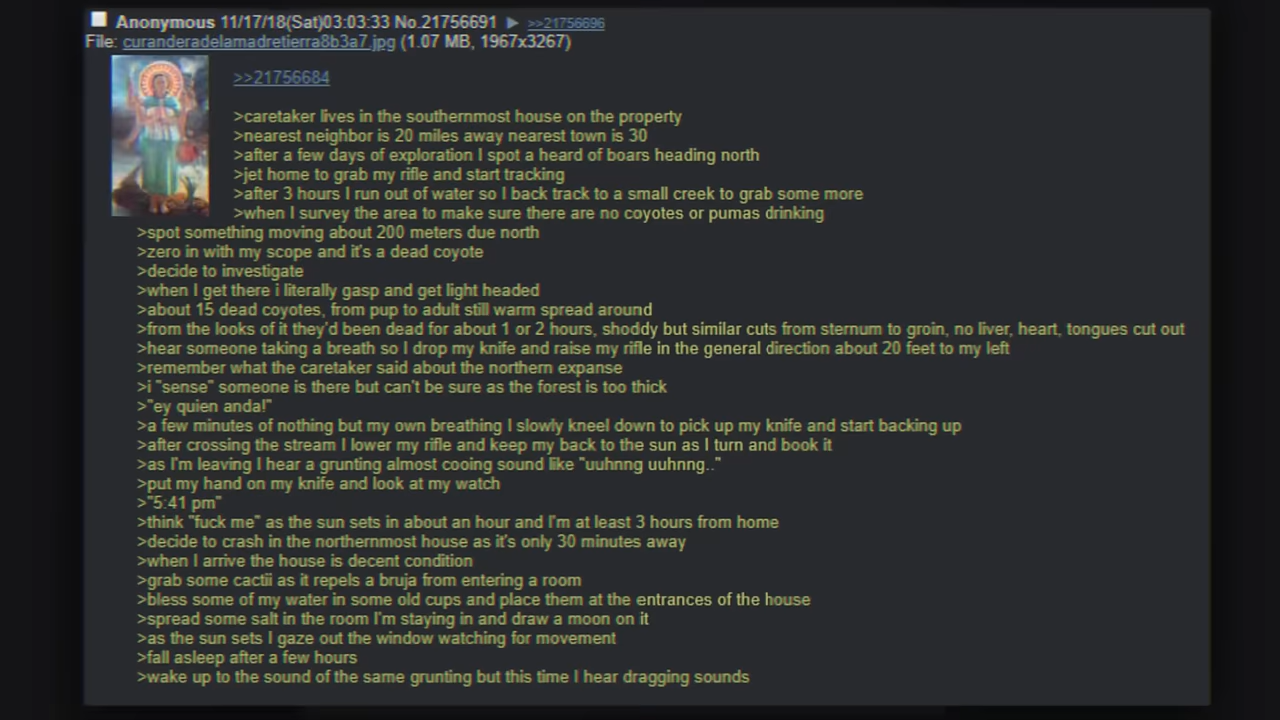 Anonymous 11/17/18(Sat)03:03:33 No.21756691 ▶ >>21756696
File: curanderadelamadretierra8b3a7.jpg (1.07 MB, 1967x3267)
>>21756684
>caretaker lives in the southernmost house on the property
>nearest neighbor is 20 miles away nearest town is 30
>after a few days of exploration I spot a heard of boars heading north
>jet home to grab my rifle and start tracking
>after 3 hours I run out of water so I back track to a small creek to grab some more
>when I survey the area to make sure there are no coyotes or pumas drinking
>spot something moving about 200 meters due north
>zero in with my scope and it's a dead coyote
>decide to investigate
>when I get there i literally gasp and get light headed
>about 15 dead coyotes, from pup to adult still warm spread around
>from the looks of it they'd been dead for about 1 or 2 hours, shoddy but similar cuts from sternum to groin, no liver, heart, tongues cut out
>hear someone taking a breath so I drop my knife and raise my rifle in the general direction about 20 feet to my left
>remember what the caretaker said about the northern expanse
>i "sense" someone is there but can't be sure as the forest is too thick
>"ey quien anda!"
>a few minutes of nothing but my own breathing I slowly kneel down to pick up my knife and start backing up
>after crossing the stream I lower my rifle and keep my back to the sun as I turn and book it
>as I'm leaving I hear a grunting almost cooing sound like "uuhnng uuhnng.."
>put my hand on my knife and look at my watch
>"5:41 pm"
>think "fuck me" as the sun sets in about an hour and I'm at least 3 hours from home
>decide to crash in the northernmost house as it's only 30 minutes away
>when I arrive the house is decent condition
>grab some cactii as it repels a bruja from entering a room
>bless some of my water in some old cups and place them at the entrances of the house
>spread some salt in the room I'm staying in and draw a moon on it
>as the sun sets I gaze out the window watching for movement
>fall asleep after a few hours
>wake up to the sound of the same grunting but this time I hear dragging sounds